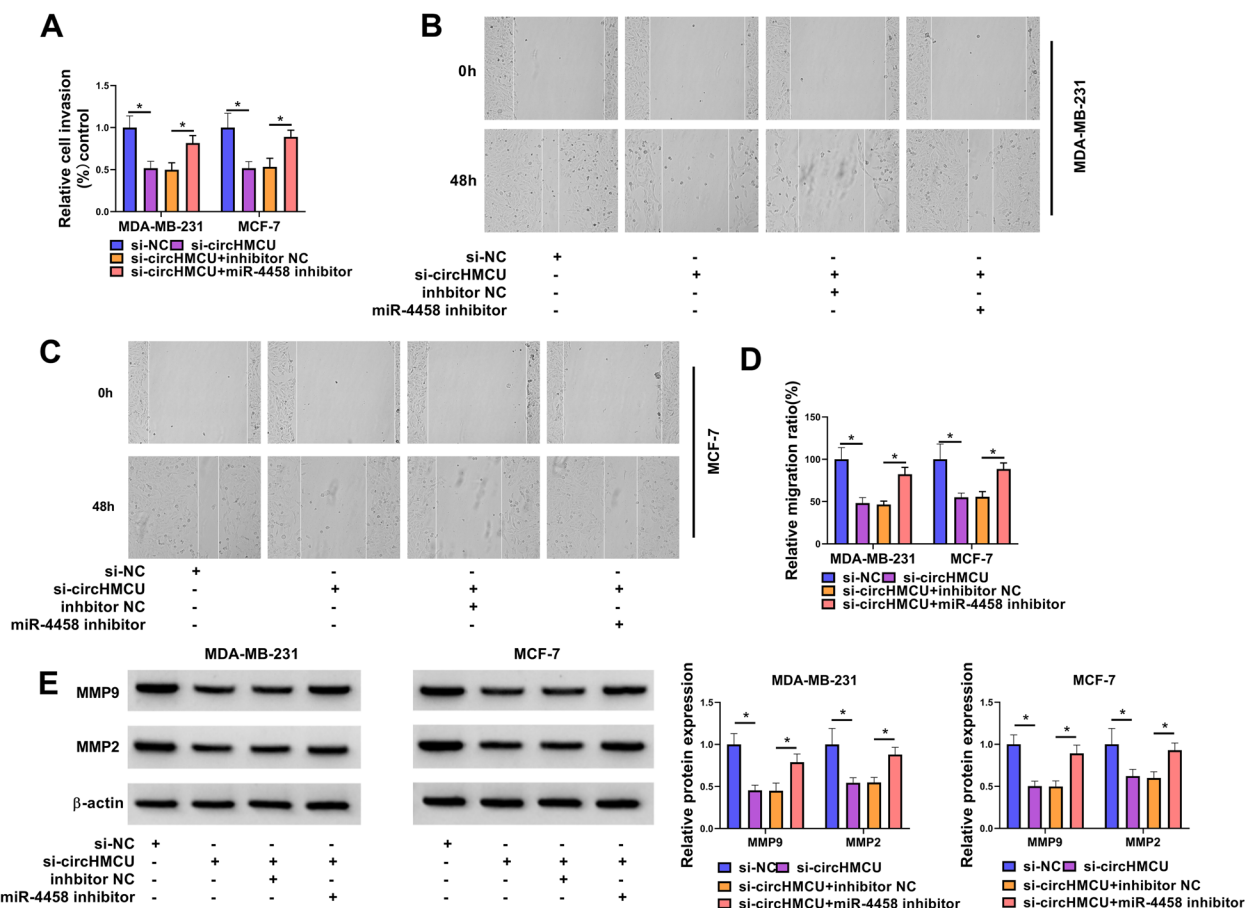 A
Relative cell invasion
(%) control
1.5
1.0
0.5
0.0
* * * *
MDA-MB-231 MCF-7
si-NC si-circHMCU
si-circHMCU+inhibitor NC
si-circHMCU+miR-4458 inhibitor
B
0h
48h
MDA-MB-231
si-NC + - - -
si-circHMCU - + + +
inhbitor NC - - + -
miR-4458 inhibitor - - - +
C
0h
48h
MCF-7
si-NC + - - -
si-circHMCU - + + +
inhbitor NC - - + -
miR-4458 inhibitor - - - +
D
Relative migration ratio(%)
150
100
50
0
* * * *
MDA-MB-231 MCF-7
si-NC si-circHMCU
si-circHMCU+inhibitor NC
si-circHMCU+miR-4458 inhibitor
E
MDA-MB-231 MCF-7
MMP9
MMP2
β-actin
si-NC + - - - + - - -
si-circHMCU - + + + - + + +
inhbitor NC - - + - - - + -
miR-4458 inhibitor - - - + - - - +
MDA-MB-231
Relative protein expression
1.5
1.0
0.5
0.0
* * * *
MMP9 MMP2
si-NC si-circHMCU
si-circHMCU+inhibitor NC
si-circHMCU+miR-4458 inhibitor
MCF-7
Relative protein expression
1.5
1.0
0.5
0.0
* * * *
MMP9 MMP2
si-NC si-circHMCU
si-circHMCU+inhibitor NC
si-circHMCU+miR-4458 inhibitor